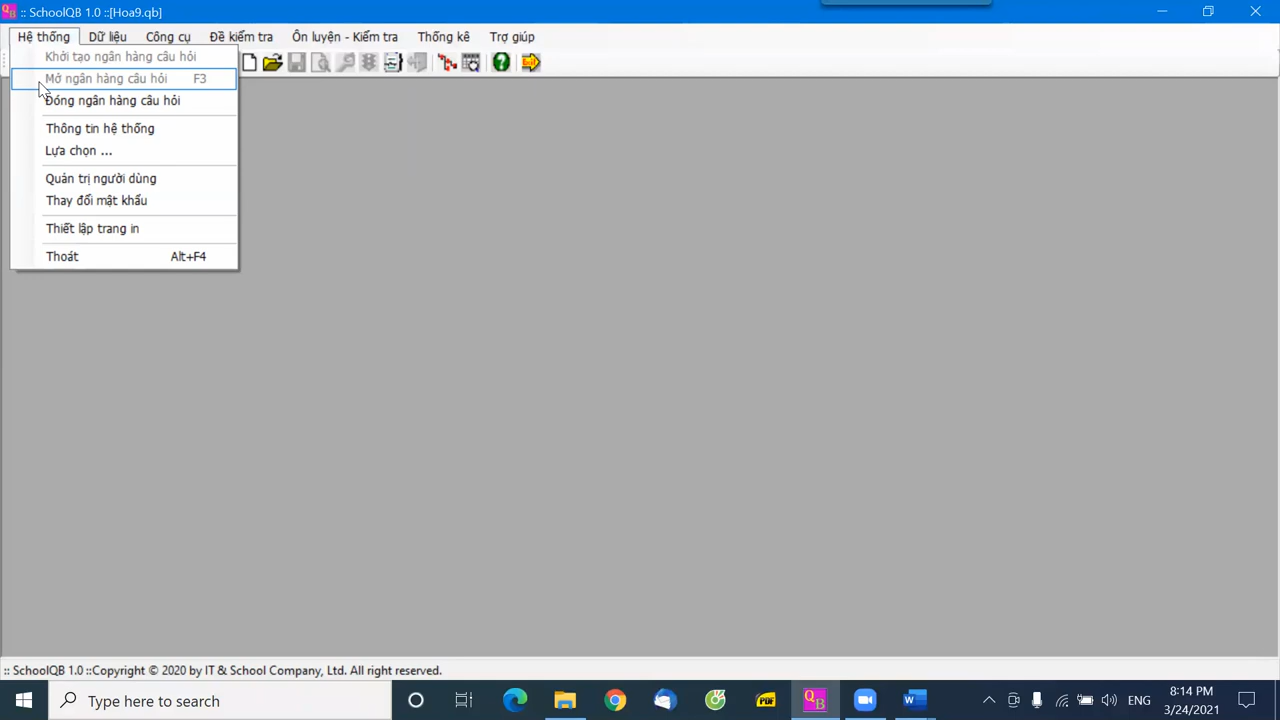 :: SchoolQB 1.0 ::[Hoa9.qb]
Hệ thống Dữ liệu Công cụ Đề kiểm tra Ôn luyện - Kiểm tra Thống kê Trợ giúp
Khởi tạo ngân hàng câu hỏi
Mở ngân hàng câu hỏi F3
Đóng ngân hàng câu hỏi
Thông tin hệ thống
Lựa chọn ...
Quản trị người dùng
Thay đổi mật khẩu
Thiết lập trang in
Thoát Alt+F4
:: SchoolQB 1.0 ::Copyright © 2020 by IT & School Company, Ltd. All right reserved.
Type here to search
ENG
8:14 PM
3/24/2021